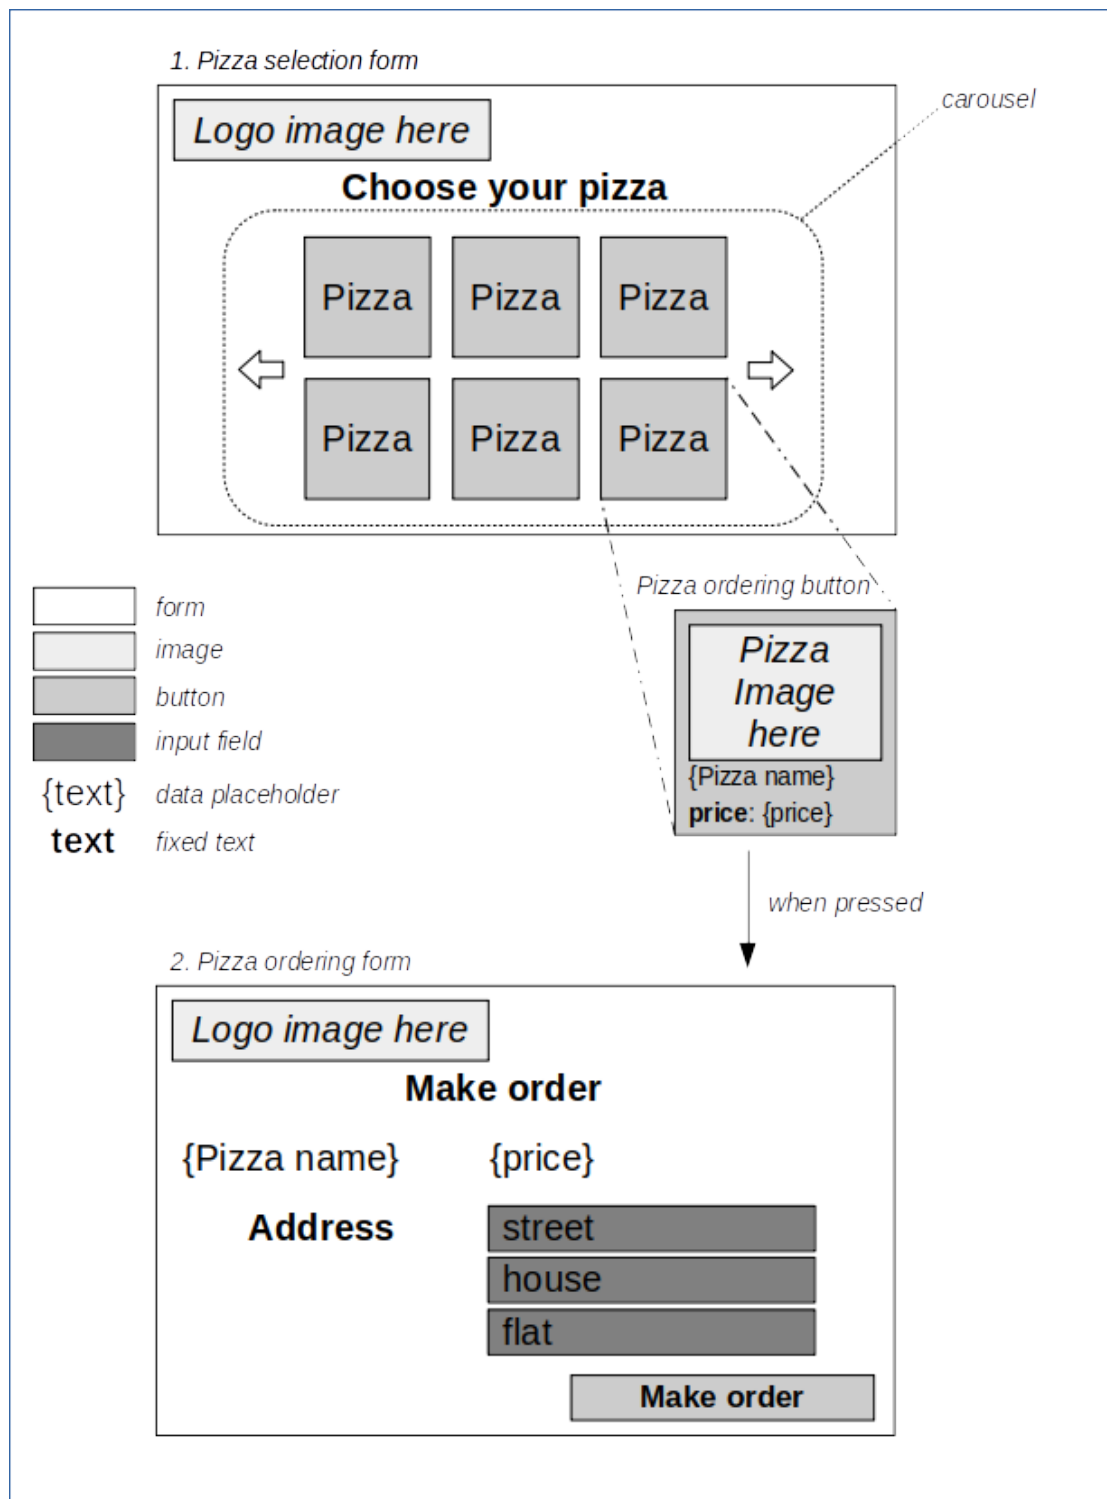 1. Pizza selection form
carousel
Logo image here
Choose your pizza
Pizza Pizza Pizza
Pizza Pizza Pizza
Pizza ordering button
form
image
button
input field
{text} data placeholder
text fixed text
Pizza
Image
here
{Pizza name}
price: {price}
when pressed
2. Pizza ordering form
Logo image here
Make order
{Pizza name} {price}
Address street
house
flat
Make order